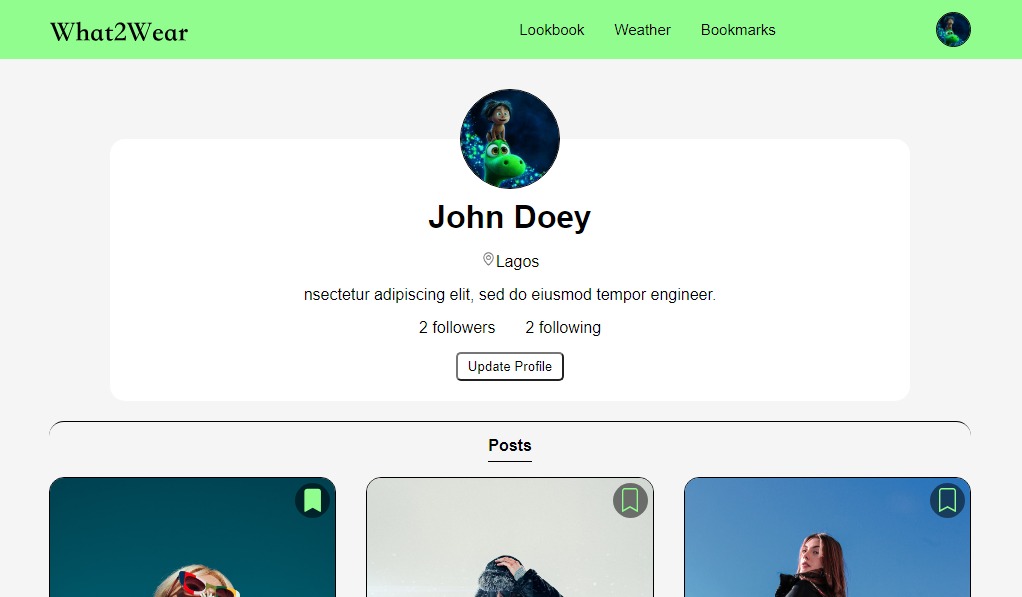 What2Wear
Lookbook Weather Bookmarks
John Doey
Lagos
nsectetur adipiscing elit, sed do eiusmod tempor engineer.
2 followers 2 following
Update Profile
Posts